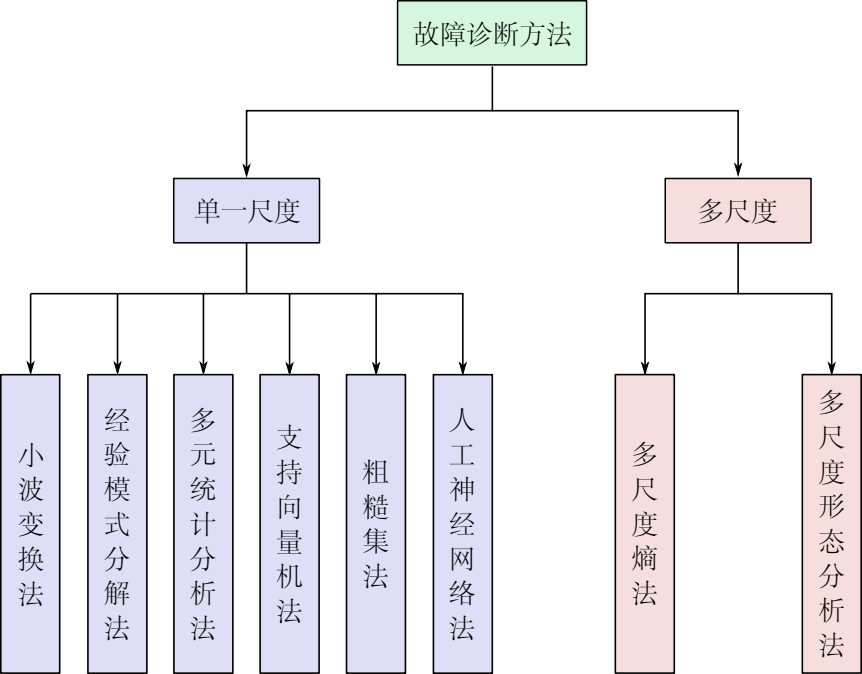 故障诊断方法
单一尺度
多尺度
小波变换法
经验模式分解法
多元统计分析法
支持向量机法
粗糙集法
人工神经网络法
多尺度熵法
多尺度形态分析法